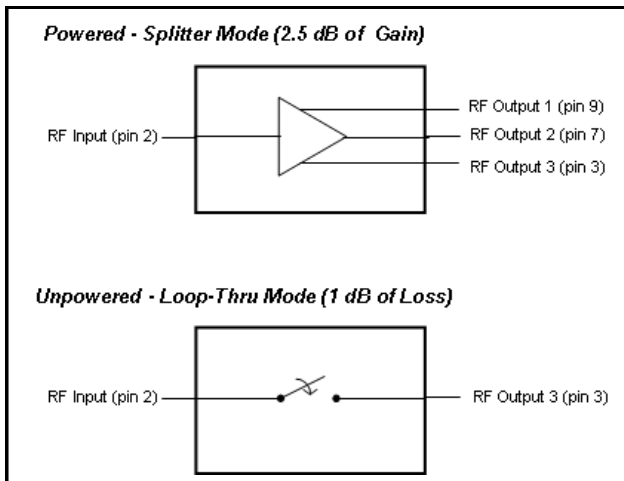 Powered - Splitter Mode (2.5 dB of Gain)
RF Input (pin 2)
RF Output 1 (pin 9)
RF Output 2 (pin 7)
RF Output 3 (pin 3)
Unpowered - Loop-Thru Mode (1 dB of Loss)
RF Input (pin 2)
RF Output 3 (pin 3)